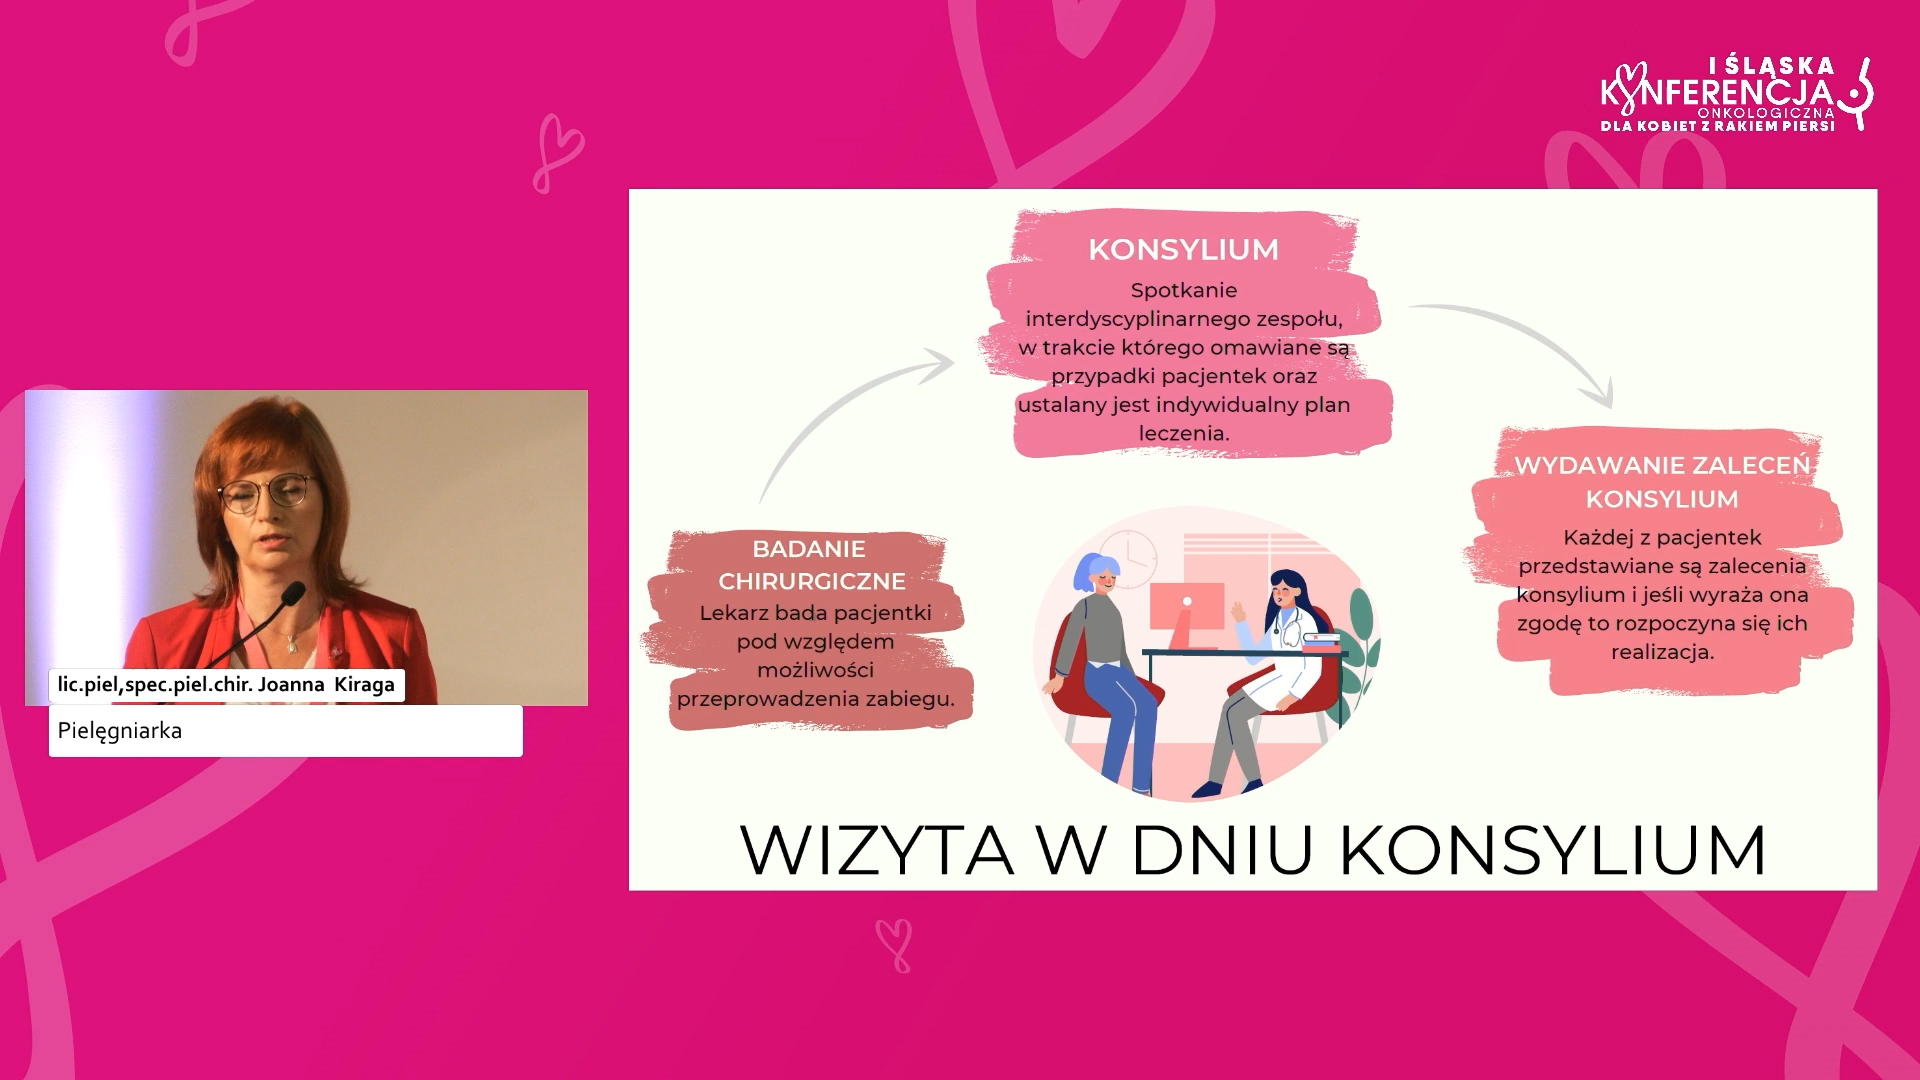 I ŚLĄSKA
KONFERENCJA
ONKOLOGICZNA
DLA KOBIET Z RAKIEM PIERSI
KONSYLIUM
Spotkanie
interdyscyplinarnego zespołu,
w trakcie którego omawiane są
przypadki pacjentek oraz
ustalany jest indywidualny plan
leczenia.
WYDAWANIE ZALECEŃ
KONSYLIUM
Każdej z pacjentek
przedstawiane są zalecenia
konsylium i jeśli wyraża ona
zgodę to rozpoczyna się ich
realizacja.
BADANIE
CHIRURGICZNE
Lekarz bada pacjentki
pod względem
możliwości
przeprowadzenia zabiegu.
lic.piel,spec.piel.chir. Joanna Kiraga
Pielęgniarka
WIZYTA W DNIU KONSYLIUM